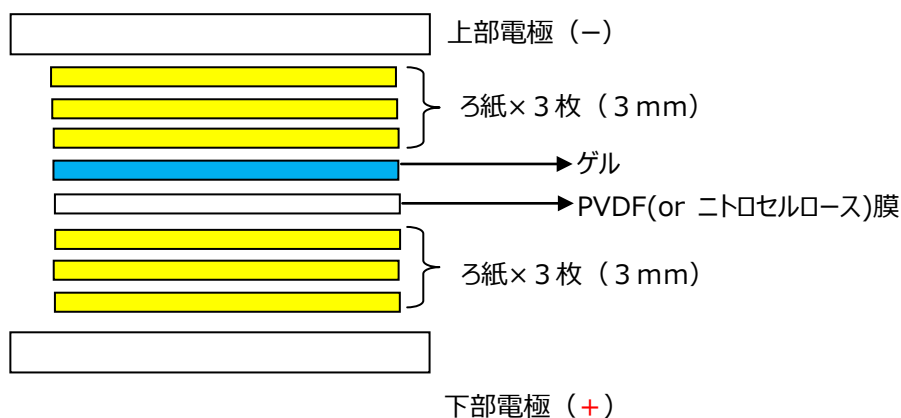 上部電極（－）
ろ紙×３枚（３mm）
ゲル
PVDF(or ニトロセルロース)膜
ろ紙×３枚（３mm）
下部電極（+）